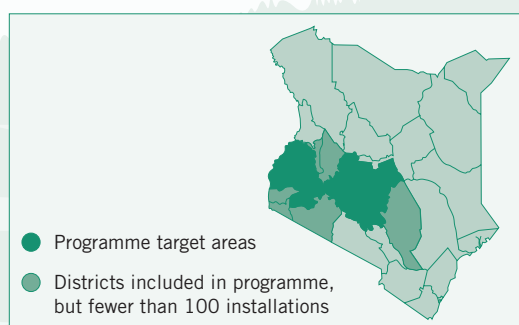 Programme target areas
Districts included in programme,
but fewer than 100 installations